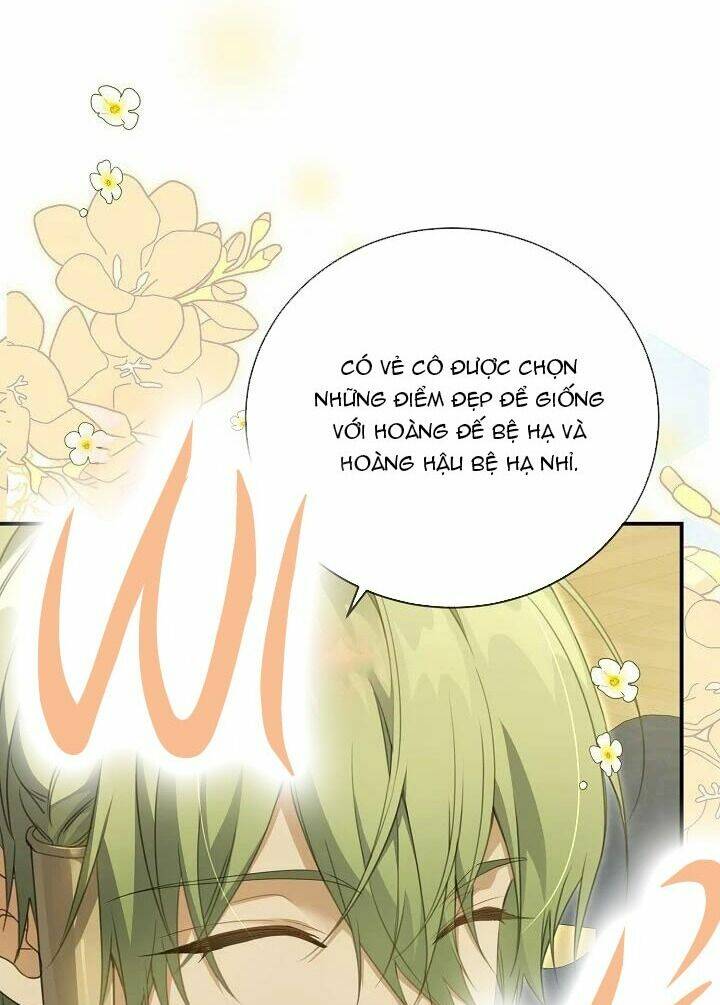 CÓ VẺ CÔ ĐƯỢC CHỌN
NHỮNG ĐIỂM ĐẸP ĐỂ GIỐNG
VỚI HOÀNG ĐẾ BỆ HẠ VÀ
HOÀNG HẬU BỆ HẠ NHỈ.
WI